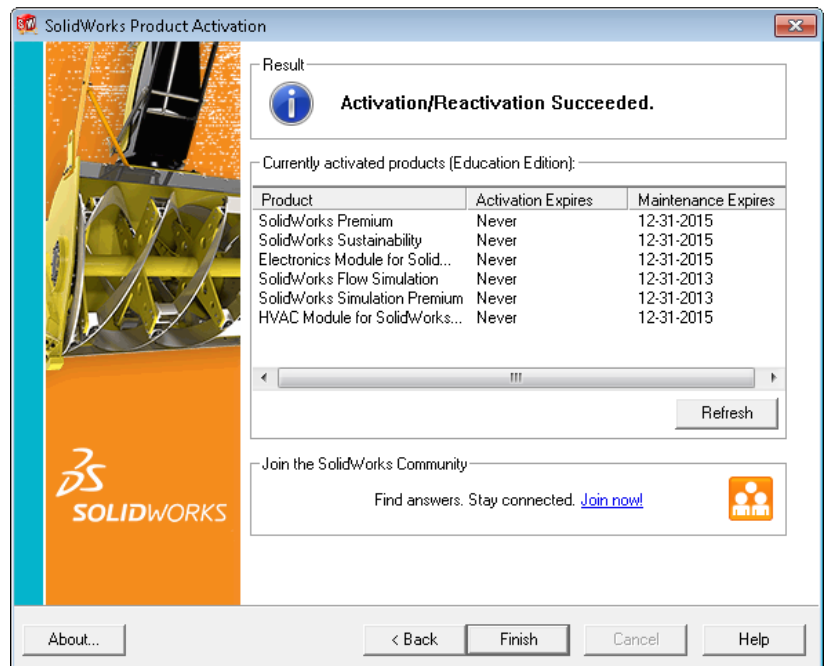 SolidWorks Product Activation
Result
Activation/Reactivation Succeeded.
Currently activated products (Education Edition):
Product Activation Expires Maintenance Expires
SolidWorks Premium Never 12-31-2015
SolidWorks Sustainability Never 12-31-2015
Electronics Module for Solid... Never 12-31-2015
SolidWorks Flow Simulation Never 12-31-2013
SolidWorks Simulation Premium Never 12-31-2013
HVAC Module for SolidWorks... Never 12-31-2015
Refresh
Join the SolidWorks Community
Find answers. Stay connected. Join now!
SOLIDWORKS
About... < Back Finish Cancel Help